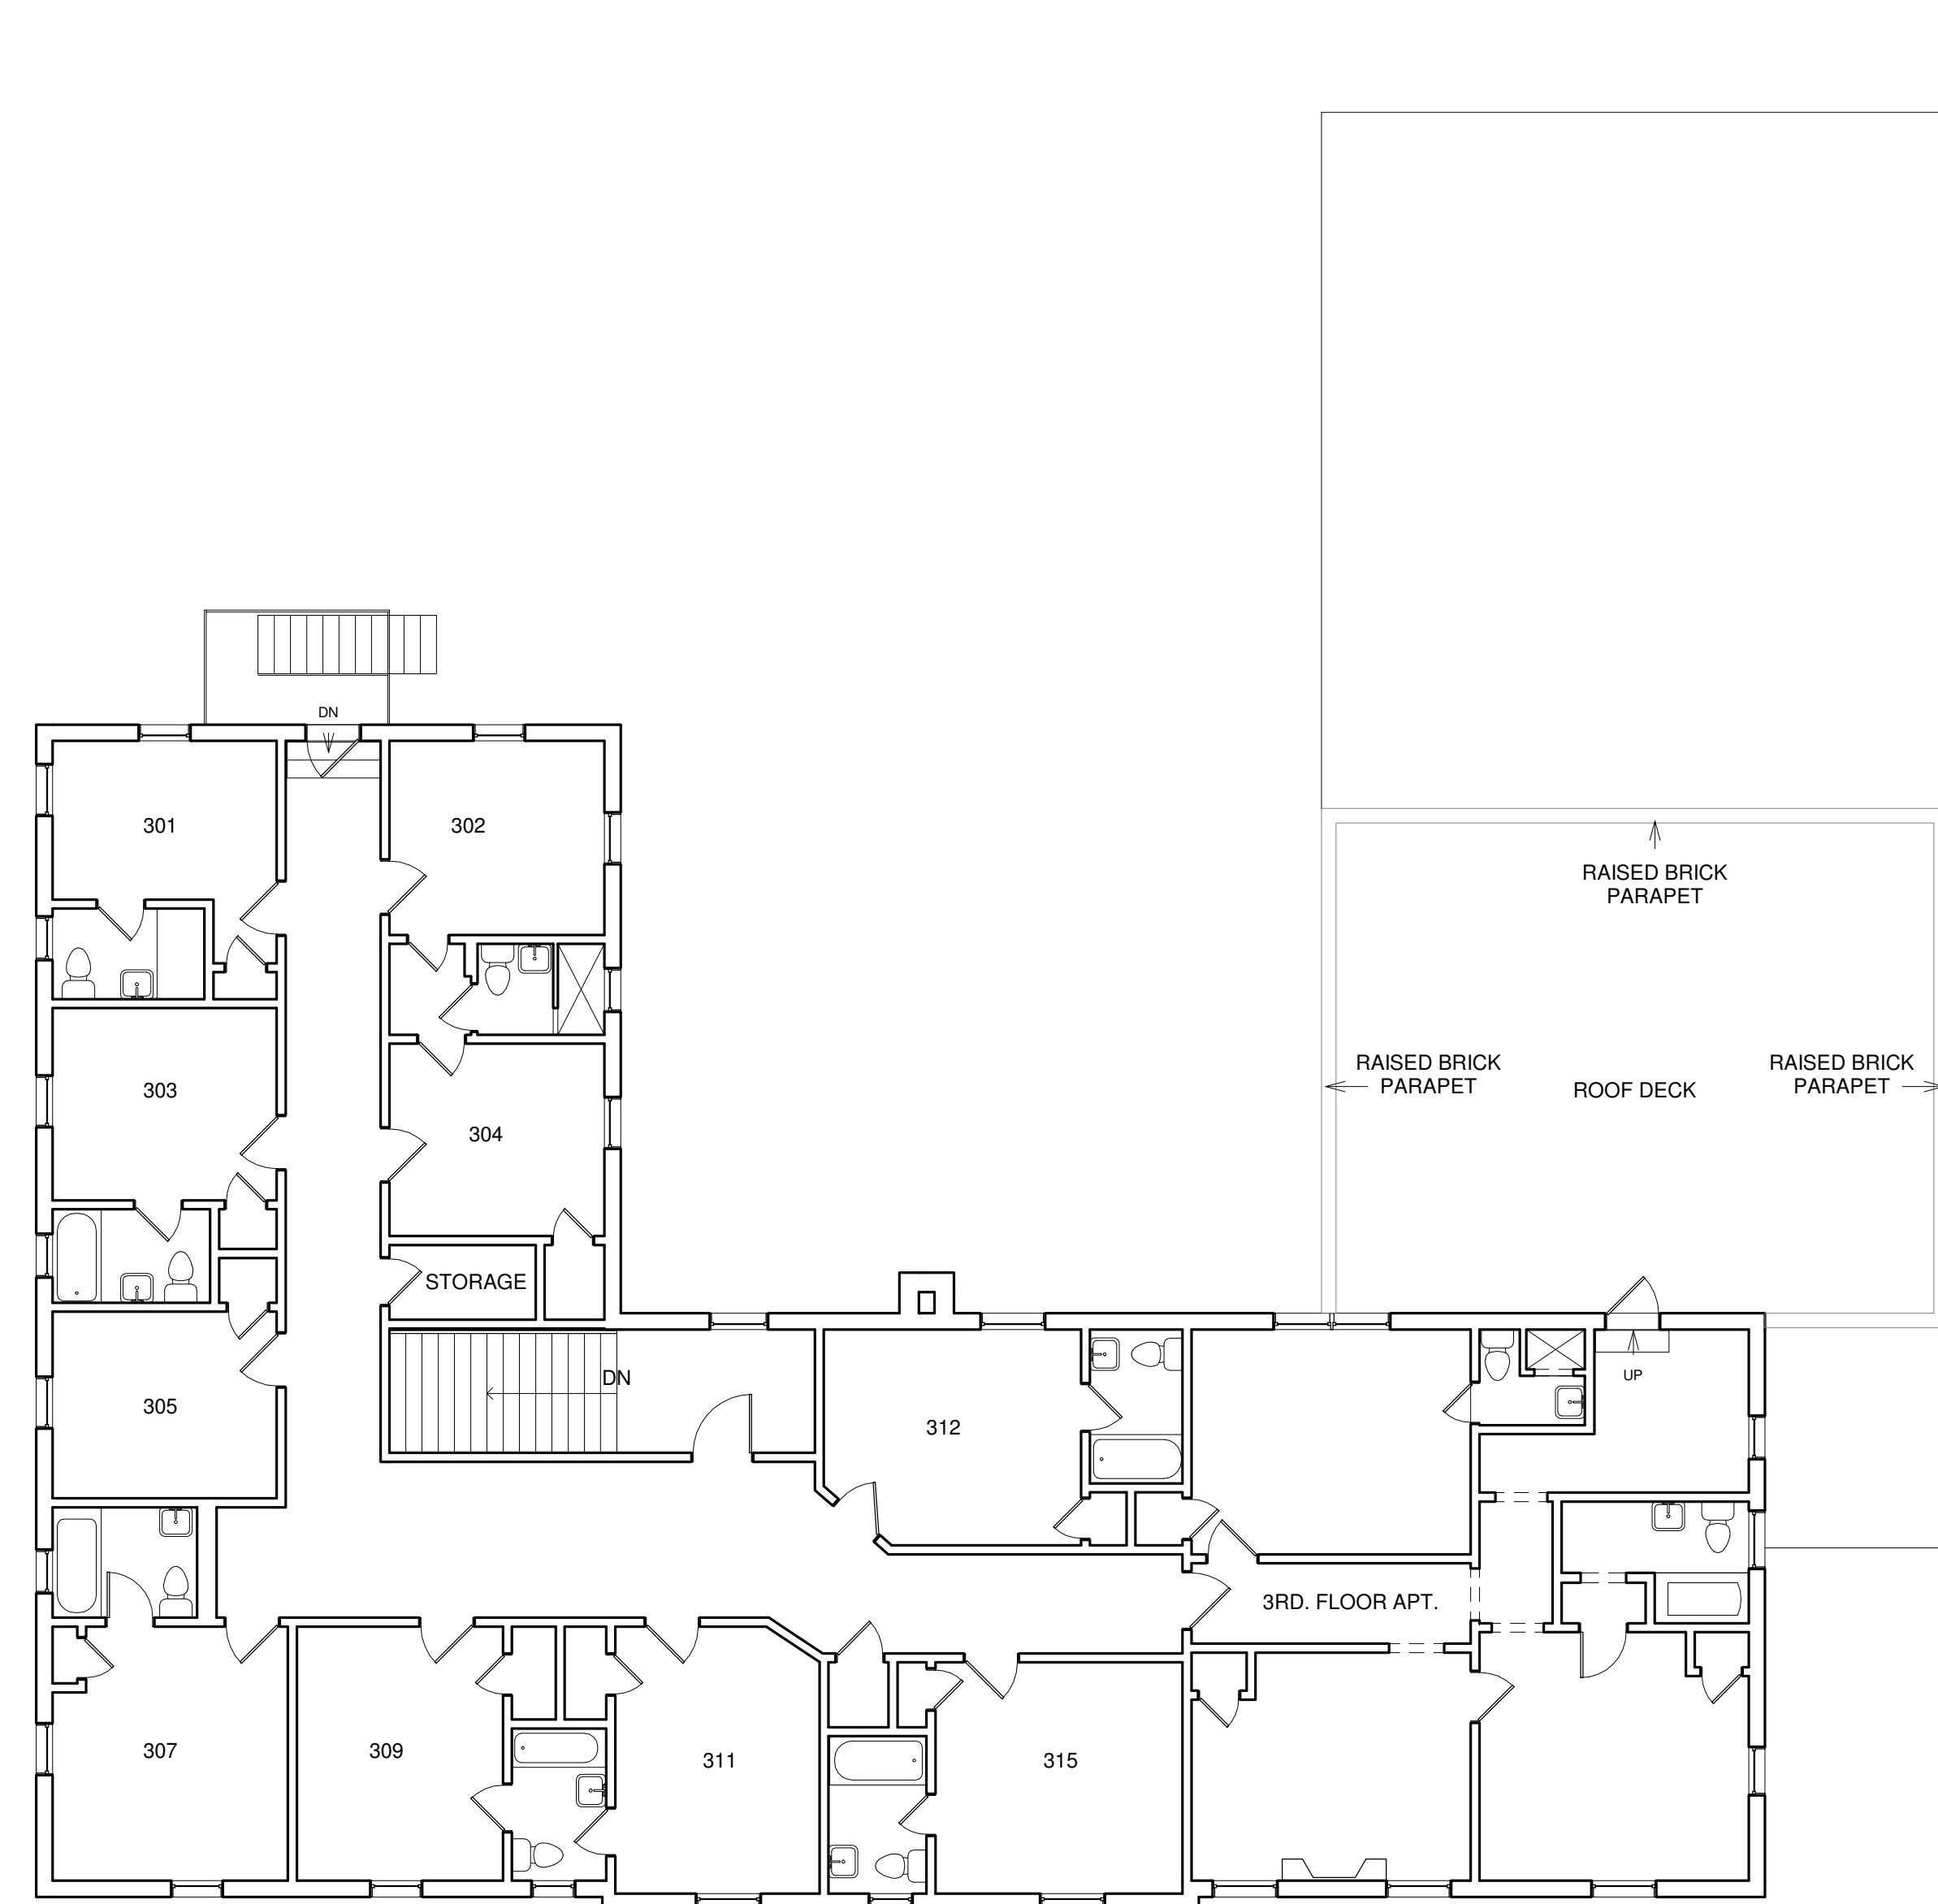 DN
301
302
RAISED BRICK
PARAPET
RAISED BRICK
PARAPET
ROOF DECK
RAISED BRICK
PARAPET
303
304
STORAGE
DN
UP
305
312
3RD. FLOOR APT.
307
309
311
315